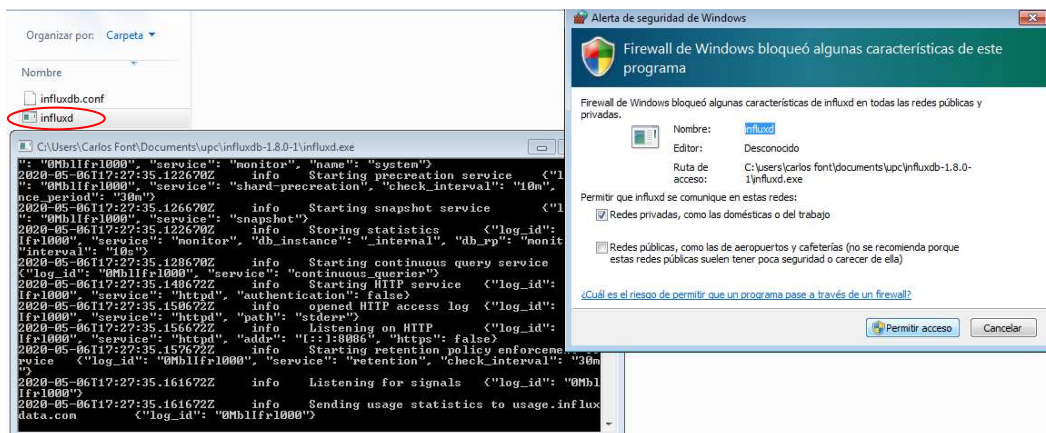 Organizar por: Carpeta
Nombre
influxdb.conf
influxd
C:\Users\Carlos Font\Documents\upc\influxdb-1.8.0-1\influxd.exe
": "0MblIfrl000", "service": "monitor", "name": "system"}
2020-05-06T17:27:35.122670Z info Starting precreation service {"l
": "0MblIfrl000", "service": "shard-precreation", "check_interval": "10m",
nce_period": "30m"}
2020-05-06T17:27:35.126670Z info Starting snapshot service {"l
": "0MblIfrl000", "service": "snapshot"}
2020-05-06T17:27:35.122670Z info Storing statistics {"log_id":
Ifrl000", "service": "monitor", "db_instance": "_internal", "db_rp": "monit
"interval": "10s"}
2020-05-06T17:27:35.128670Z info Starting continuous query service
{"log_id": "0MblIfrl000", "service": "continuous_querier"}
2020-05-06T17:27:35.148672Z info Starting HTTP service {"log_id":
Ifrl000", "service": "httpd", "authentication": false}
2020-05-06T17:27:35.150672Z info opened HTTP access log {"log_id":
Ifrl000", "service": "httpd", "path": "stderr"}
2020-05-06T17:27:35.156672Z info Listening on HTTP {"log_id":
Ifrl000", "service": "httpd", "addr": "[::]:8086", "https": false}
2020-05-06T17:27:35.157672Z info Starting retention policy enforcemen
rvice {"log_id": "0MblIfrl000", "service": "retention", "check_interval": "30m
"}
2020-05-06T17:27:35.161672Z info Listening for signals {"log_id": "0Mbl
Ifrl000"}
2020-05-06T17:27:35.161672Z info Sending usage statistics to usage.influx
data.com {"log_id": "0MblIfrl000"}
Alerta de seguridad de Windows
Firewall de Windows bloqueó algunas características de este
programa
Firewall de Windows bloqueó algunas características de influxd en todas las redes públicas y
privadas.
Nombre: influxd
Editor: Desconocido
Ruta de acceso: C:\users\carlos font\documents\upc\influxdb-1.8.0-
1\influxd.exe
Permitir que influxd se comunique en estas redes:
Redes privadas, como las domésticas o del trabajo
Redes públicas, como las de aeropuertos y cafeterías (no se recomienda porque
estas redes públicas suelen tener poca seguridad o carecer de ella)
¿Cuál es el riesgo de permitir que un programa pase a través de un firewall?
Permitir acceso
Cancelar